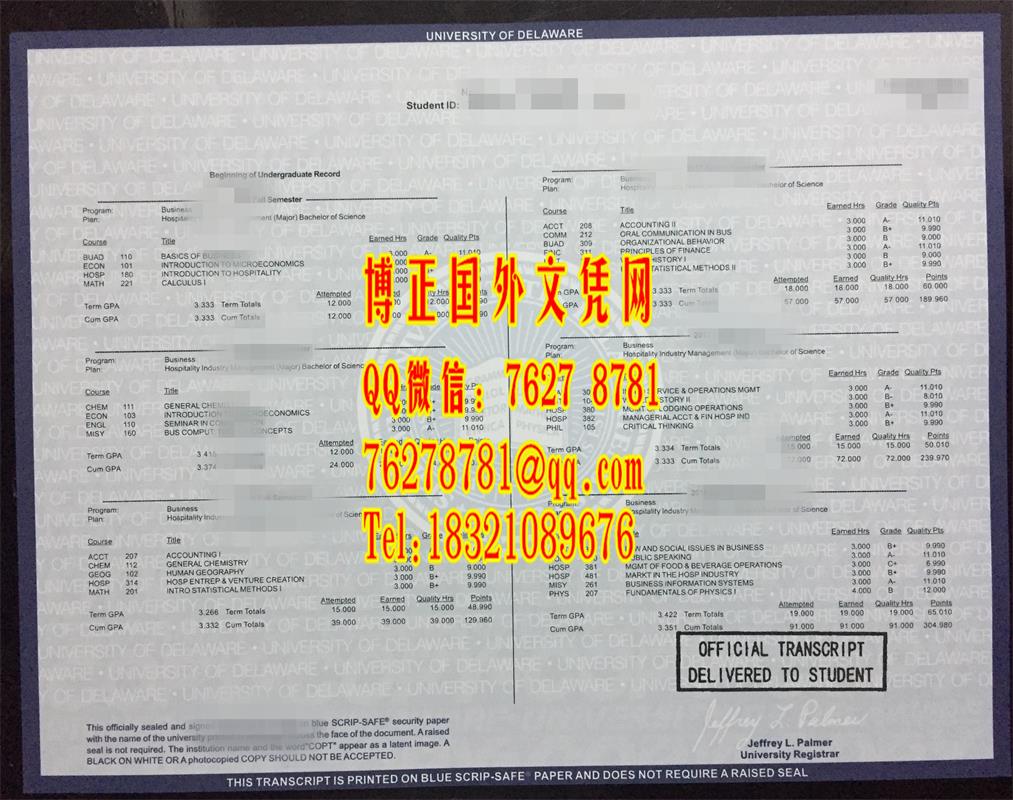 UNIVERSITY OF DELAWARE
Student ID:
Beginning of Undergraduate Record
Fall Semester
Program: Business
Plan: (Major) Bachelor of Science
Course Title
Earned Hrs Grade Quality Pts
BUAD 110 BASICS OF
ECON 101 INTRODUCTION TO MICROECONOMICS
HOSP 180 INTRODUCTION TO HOSPITALITY
MATH 221 CALCULUS I
Attempted
Term GPA 3.333 Term Totals 12.000
Cum GPA 3.333 Cum Totals 12.000
Program: Business
Plan: Hospitality (Major) Bachelor of Science
Course Title
CHEM 111 GENERAL
ECON 103 INTRODUCTION ECONOMICS
ENGL 110 SEMINAR IN
MISY 160 BUS COMPUT
3.000 B+ 9.990
3.000 A- 11.010
Attempted
Term GPA 12.000
Cum GPA 24.000
Program: Business
Plan: Hospitality
Course Title
ACCT 207 ACCOUNTING I
CHEM 112 GENERAL CHEMISTRY
GEOG 102 HUMAN GEOGRAPHY
HOSP 314 HOSP ENTREP & VENTURE CREATION
MATH 201 INTRO STATISTICAL METHODS I
3.000 B 9.000
3.000 B+ 9.990
3.000 B+ 9.990
Attempted Earned Quality Hrs Points
Term GPA 3.266 Term Totals 15.000 15.000 15.000 48.990
Cum GPA 3.332 Cum Totals 39.000 39.000 39.000 129.960
Program:
Plan:
Course Title
Earned Hrs Grade Quality Pts
ACCT 208 ACCOUNTING II 3.000 A- 11.010
COMM 212 ORAL COMMUNICATION IN BUS 3.000 B+ 9.990
BUAD 309 ORGANIZATIONAL BEHAVIOR 3.000 B 9.000
PRINCIPLES OF FINANCE 3.000 A- 11.010
HISTORY I 3.000 B 9.000
STATISTICAL METHODS II 3.000 B+ 9.990
Attempted Earned Quality Hrs Points
3.333 Term Totals 18.000 18.000 18.000 60.000
3.333 57.000 57.000 57.000 189.960
Program: Business
Plan: Hospitality Industry Management (Major) Bachelor of Science
Earned Hrs Grade Quality Pts
SERVICE & OPERATIONS MGMT 3.000 A- 11.010
HISTORY II 3.000 B- 8.010
HOSP 380 MGMT OF LODGING OPERATIONS 3.000 B+ 9.990
HOSP 382 MANAGERIAL ACCT & FIN HOSP IND 3.000 A- 11.010
PHIL 105 CRITICAL THINKING 3.000 B+ 9.990
Attempted Earned Quality Hrs Points
Term GPA 3.334 Term Totals 15.000 15.000 15.000 50.010
3.333 Cum Totals 72.000 72.000 239.970
Business
Hospitality Industry
Earned Hrs Grade Quality Pts
LAW AND SOCIAL ISSUES IN BUSINESS 3.000 B+ 9.990
PUBLIC SPEAKING 3.000 A- 11.010
HOSP 381 MGMT OF FOOD & BEVERAGE OPERATIONS 3.000 C+ 6.990
HOSP 481 MARKT IN THE HOSP INDUSTRY 3.000 B+ 9.990
MISY 261 BUSINESS INFORMATION SYSTEMS 3.000 A- 11.010
PHYS 207 FUNDAMENTALS OF PHYSICS I 4.000 B 12.000
Attempted Earned Quality Hrs Points
Term GPA 3.422 Term Totals 19.000 19.000 19.000 65.010
Cum GPA 3.351 Cum Totals 91.000 91.000 91.000 304.980
博正国外文凭网
QQ微信：7627 8781
76278781@qq.com
Tel:18321089676
OFFICIAL TRANSCRIPT
DELIVERED TO STUDENT
Jeffrey L Palmer
Jeffrey L. Palmer
University Registrar
This officially sealed and signed on blue SCRIP-SAFE® security paper
with the name of the university across the face of the document. A raised
seal is not required. The institution name and the word "COPT" appear as a latent image. A
BLACK ON WHITE OR A photocopied COPY SHOULD NOT BE ACCEPTED.
THIS TRANSCRIPT IS PRINTED ON BLUE SCRIP-SAFE® PAPER AND DOES NOT REQUIRE A RAISED SEAL